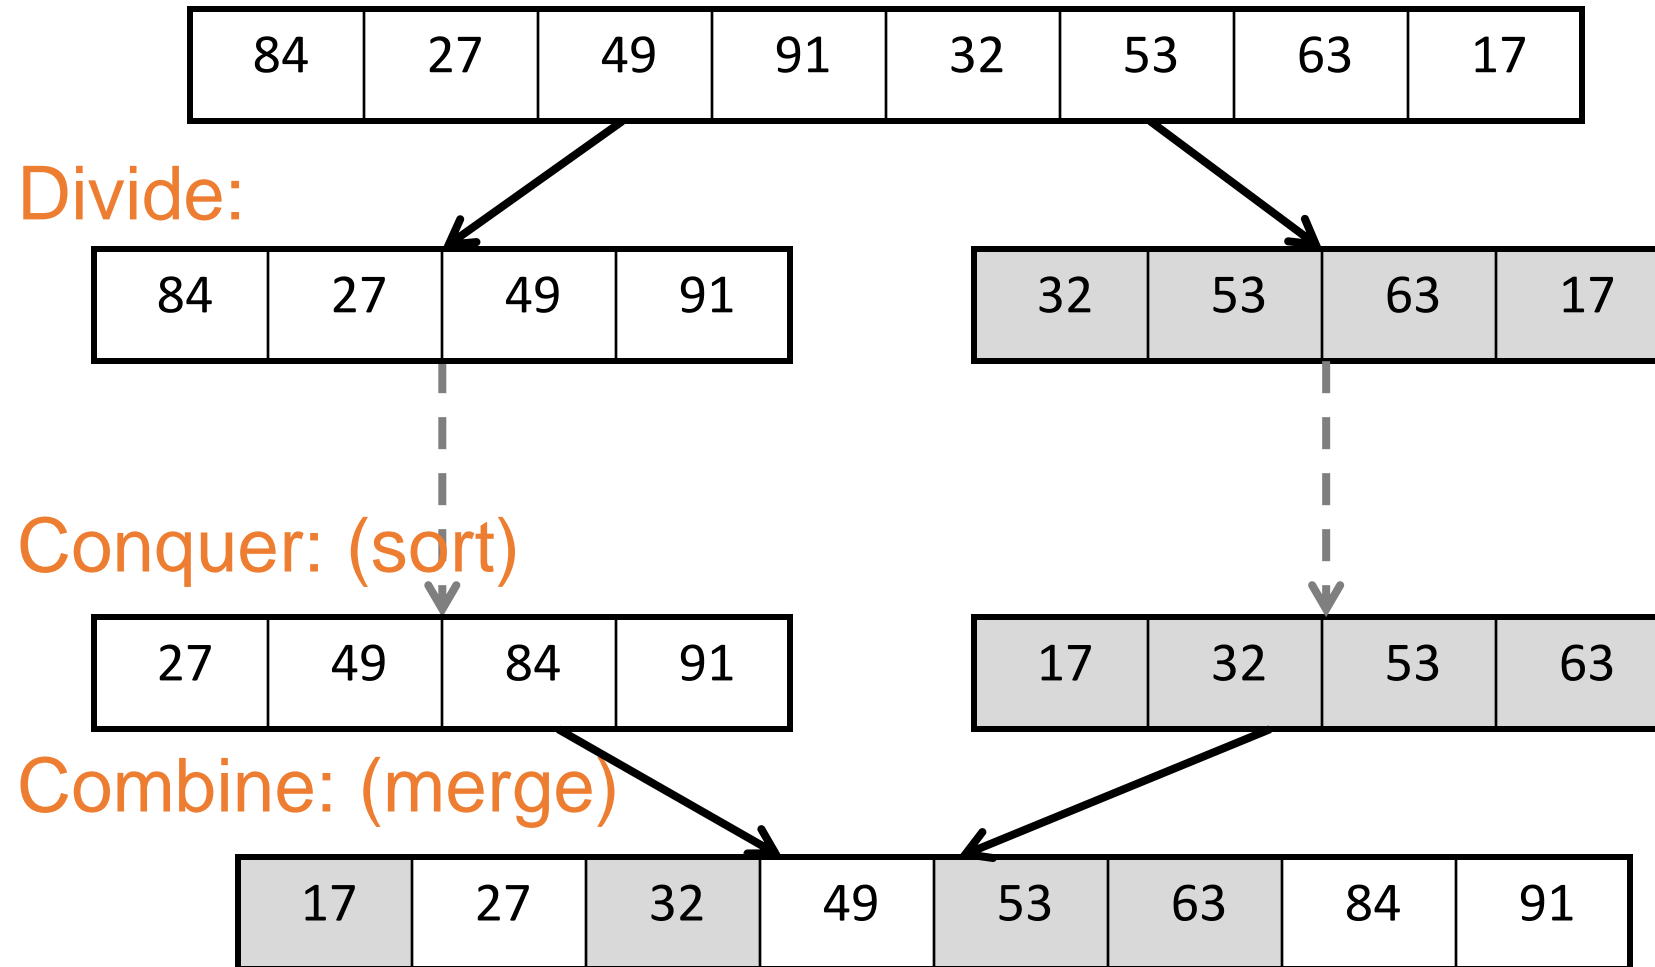 84 27 49 91 32 53 63 17
Divide:
84 27 49 91 32 53 63 17
Conquer: (sort)
27 49 84 91 17 32 53 63
Combine: (merge)
17 27 32 49 53 63 84 91